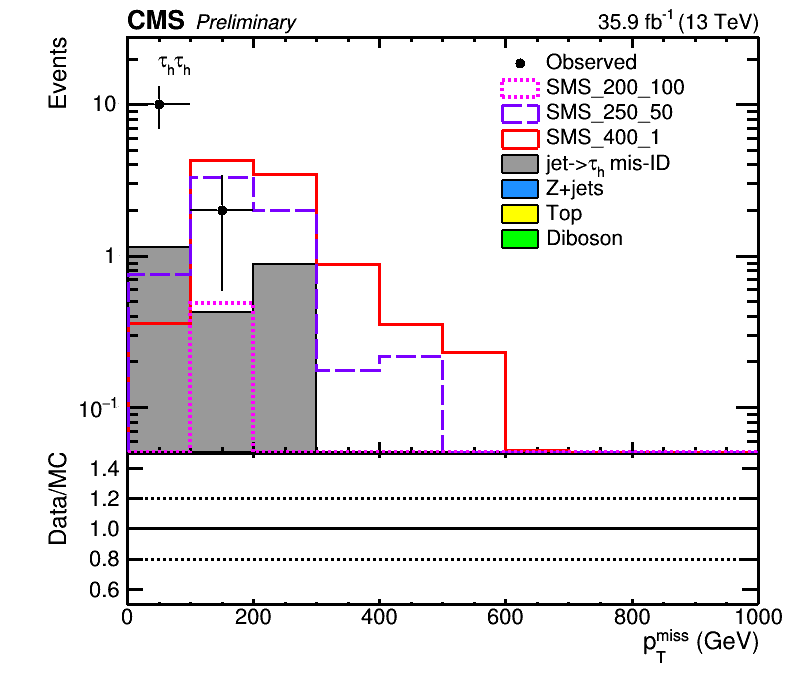 CMS Preliminary 35.9 fb⁻¹ (13 TeV)
Events
τₕτₕ
Observed
SMS_200_100
SMS_250_50
SMS_400_1
jet->τₕ mis-ID
Z+jets
Top
Diboson
10
1
10⁻¹
Data/MC
1.4
1.2
1.0
0.8
0.6
0 200 400 600 800 1000
p_T^miss (GeV)